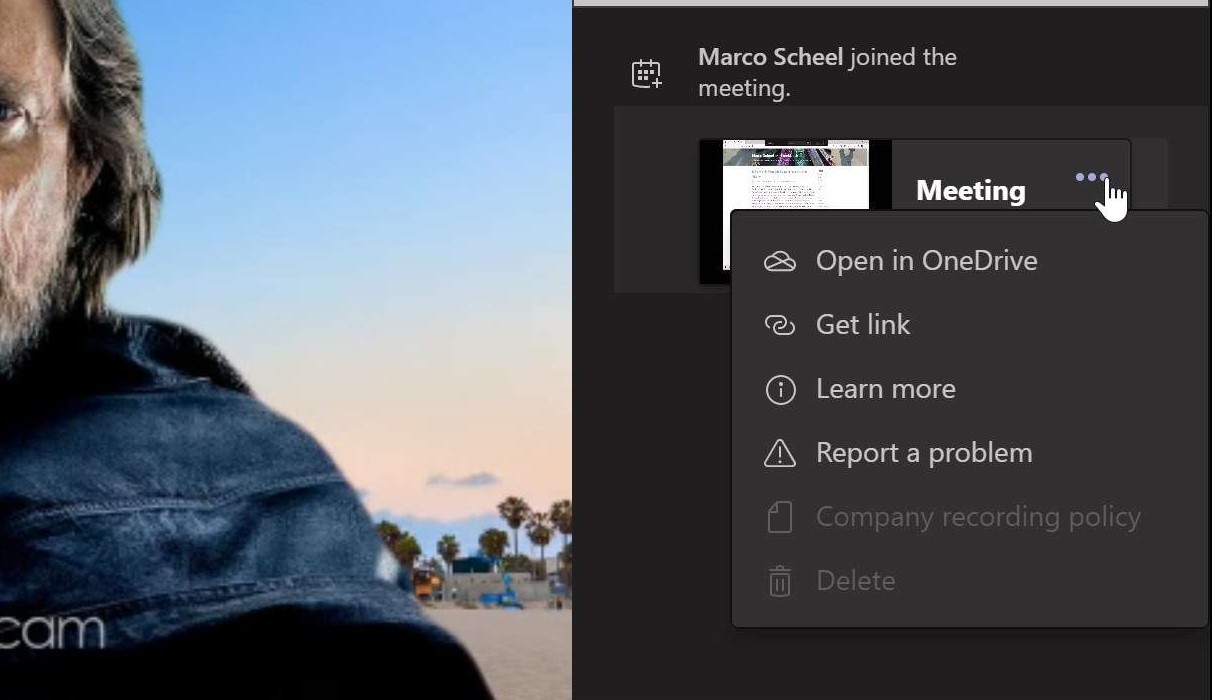 Marco Scheel joined the
meeting.
Meeting
Open in OneDrive
Get link
Learn more
Report a problem
Company recording policy
Delete
cam